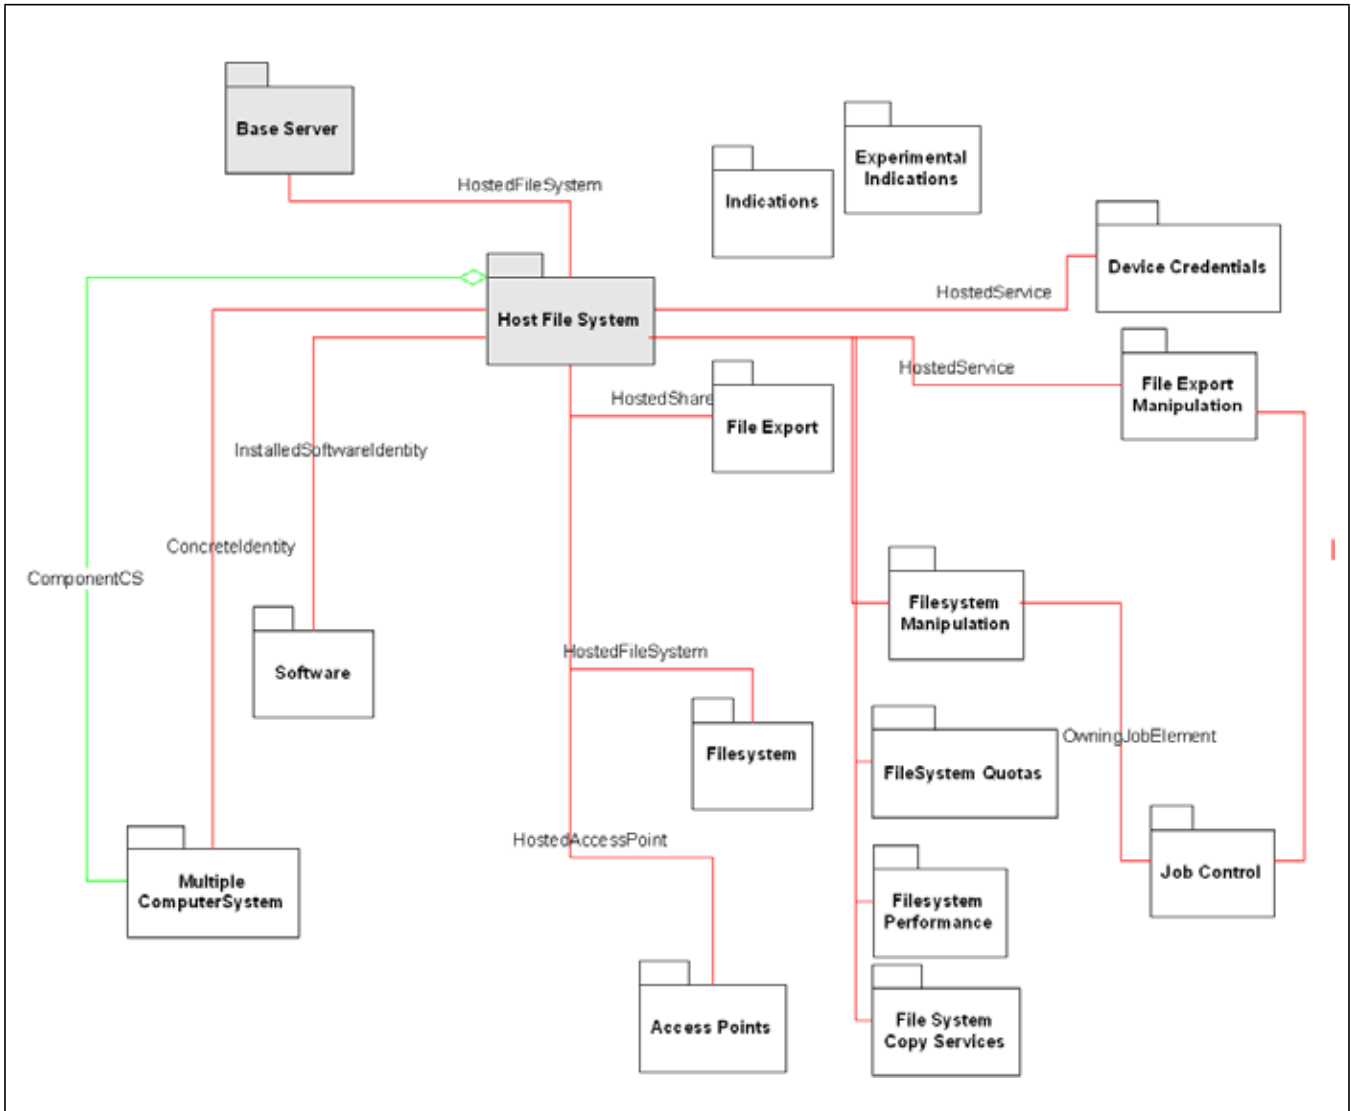 Base Server
Experimental
Indications
HostedFileSystem
Indications
Device Credentials
HostedService
Host File System
HostedService
File Export
Manipulation
HostedShare
File Export
InstalledSoftwareIdentity
ConcreteIdentity
ComponentCS
Filesystem
Manipulation
HostedFileSystem
Software
OwningJobElement
Filesystem
FileSystem Quotas
HostedAccessPoint
Job Control
Multiple
ComputerSystem
Filesystem
Performance
Access Points
File System
Copy Services